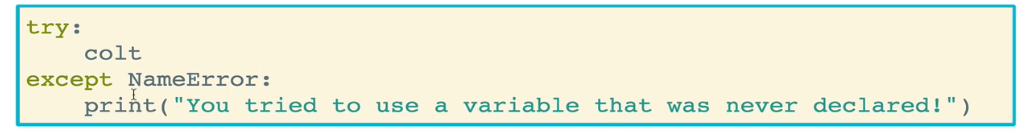 try:
    colt
except NameError:
    print("You tried to use a variable that was never declared!")